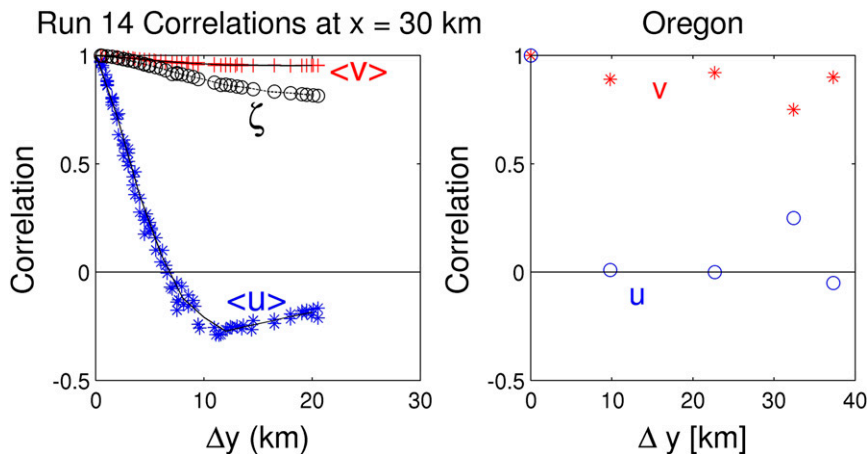 Run 14 Correlations at x = 30 km
1
0.5
0
-0.5
Correlation
<v>
ζ
<u>
0
10
20
30
Δy (km)
Oregon
1
0.5
0
-0.5
Correlation
v
u
0
10
20
30
40
Δ y [km]